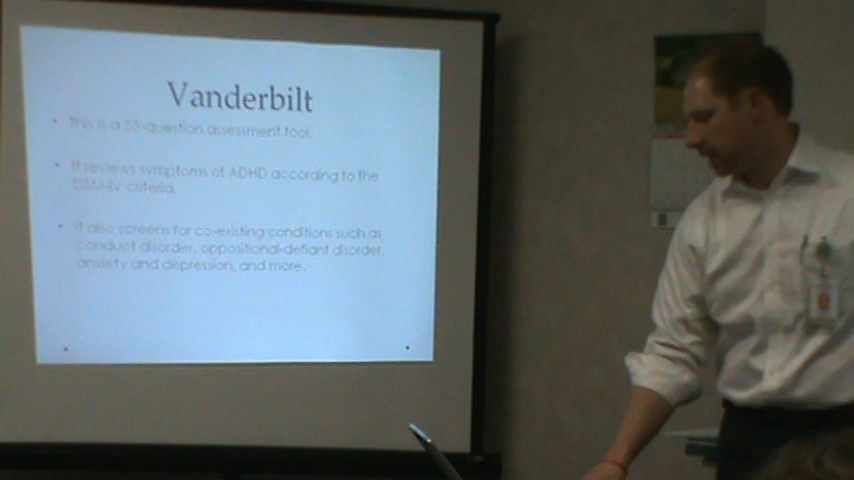 Vanderbilt
• This is a 55-question assessment tool.
• It reviews symptoms of ADHD according to the
DSM-IV criteria.
• It also screens for co-existing conditions such as
conduct disorder, oppositional-defiant disorder,
anxiety and depression, and more.